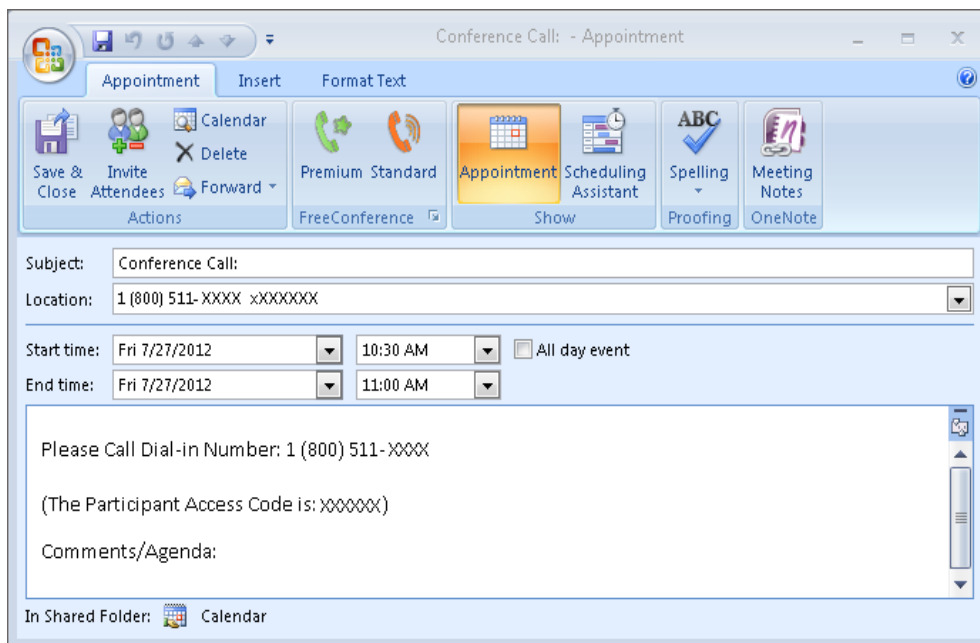 Conference Call:  - Appointment
Appointment Insert Format Text
Save & Close
Invite Attendees
Calendar
Delete
Forward
Actions
Premium Standard
FreeConference
Appointment
Scheduling Assistant
Show
ABC
Spelling
Proofing
Meeting Notes
OneNote
Subject: Conference Call:
Location: 1 (800) 511-XXXX xXXXXXX
Start time: Fri 7/27/2012 10:30 AM All day event
End time: Fri 7/27/2012 11:00 AM
Please Call Dial-in Number: 1 (800) 511-XXXX
(The Participant Access Code is: XXXXXX)
Comments/Agenda:
In Shared Folder: Calendar